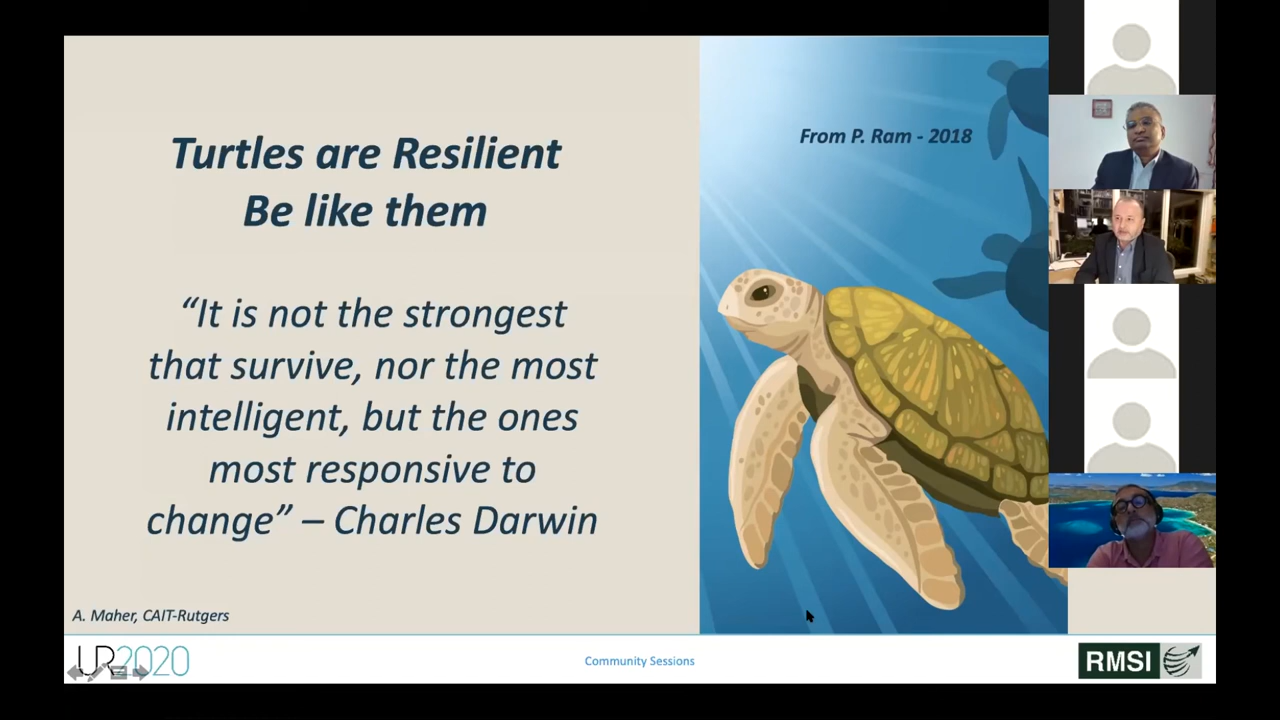 Turtles are Resilient
Be like them
“It is not the strongest
that survive, nor the most
intelligent, but the ones
most responsive to
change” – Charles Darwin
From P. Ram - 2018
A. Maher, CAIT-Rutgers
UR2020
Community Sessions
RMSI